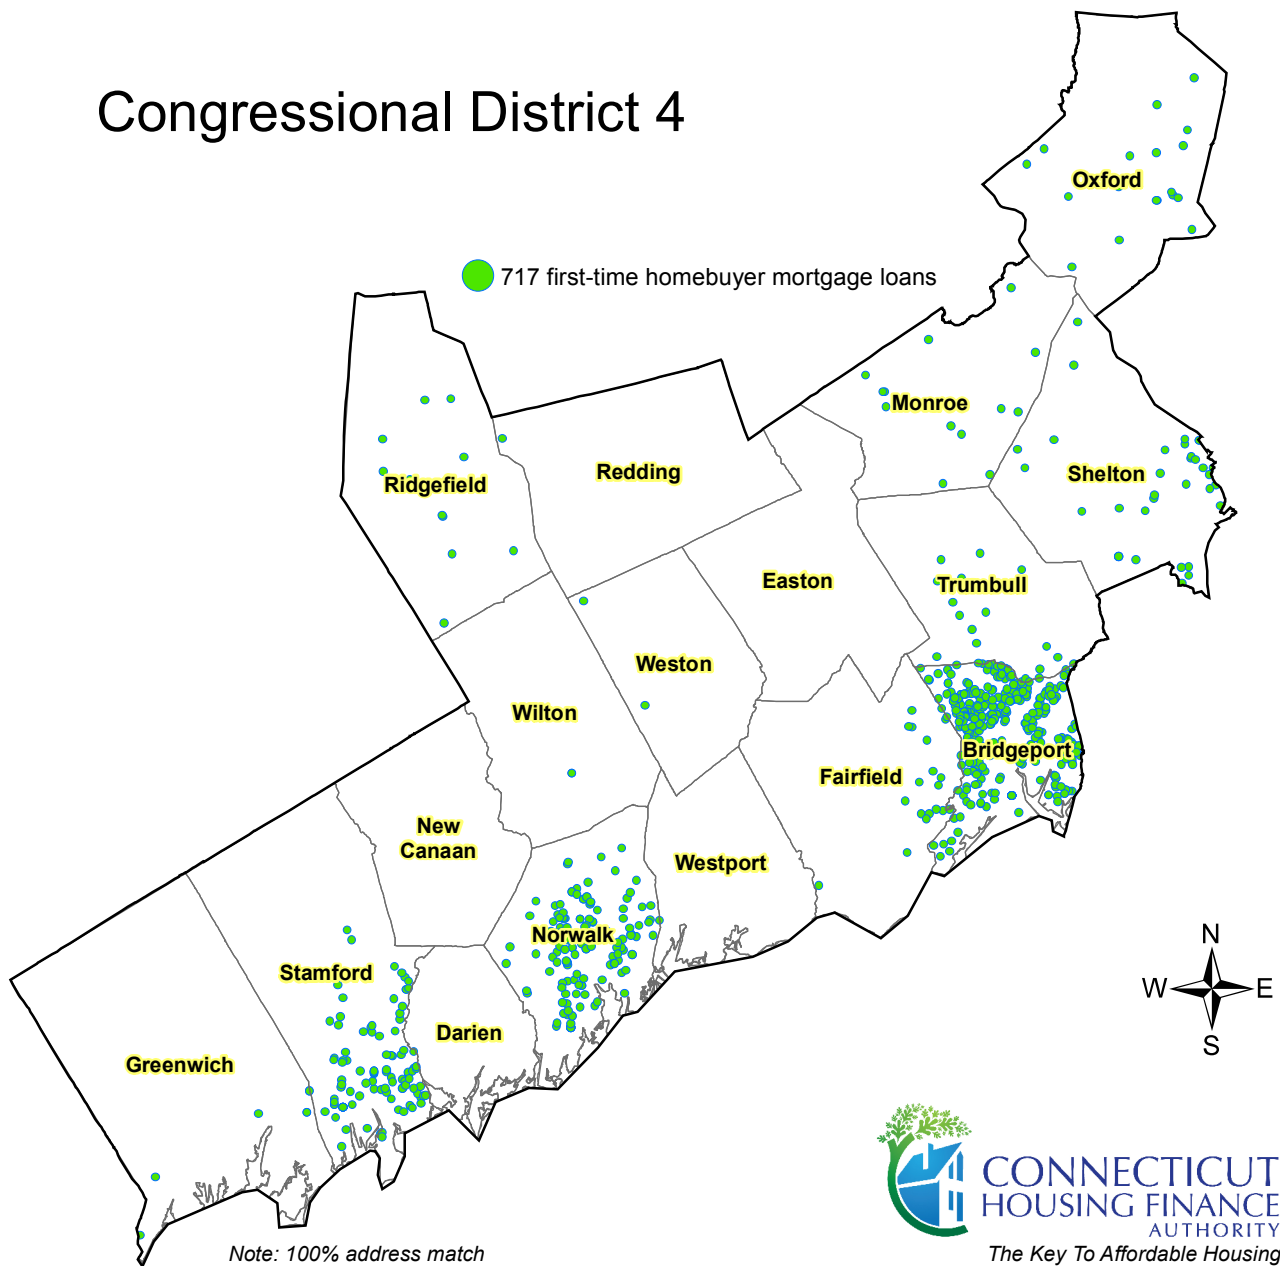 Congressional District 4
Oxford
717 first-time homebuyer mortgage loans
Monroe
Redding
Shelton
Ridgefield
Easton
Trumbull
Weston
Wilton
Bridgeport
Fairfield
New
Canaan
Westport
Norwalk
Stamford
Darien
Greenwich
N
W
E
S
CONNECTICUT
HOUSING FINANCE
AUTHORITY
Note: 100% address match
The Key To Affordable Housing